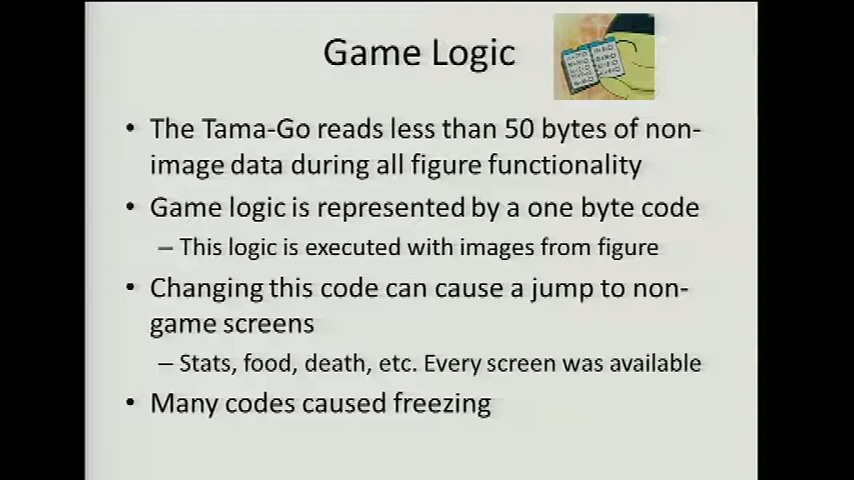 Game Logic
• The Tama-Go reads less than 50 bytes of non-
image data during all figure functionality
• Game logic is represented by a one byte code
– This logic is executed with images from figure
• Changing this code can cause a jump to non-
game screens
– Stats, food, death, etc. Every screen was available
• Many codes caused freezing